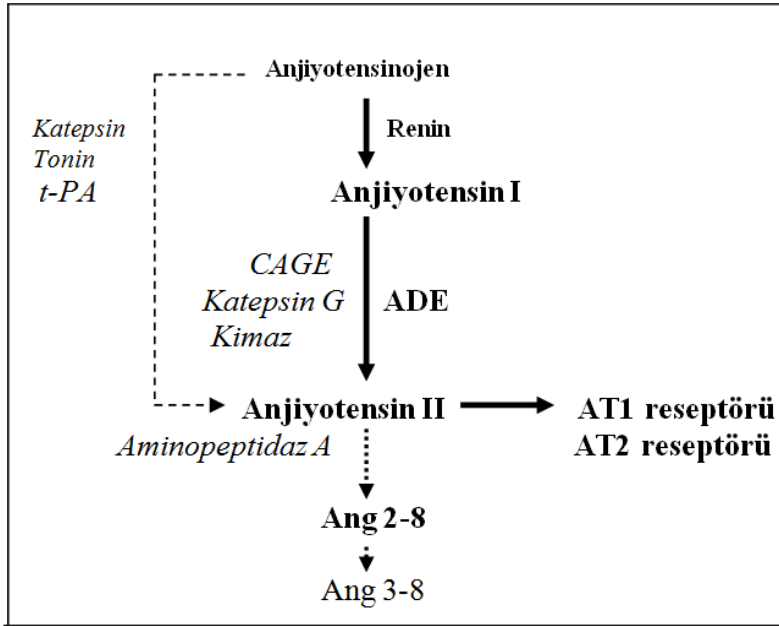 Anjiyotensinojen
Katepsin
Tonin
t-PA
Renin
Anjiyotensin I
CAGE
Katepsin G
Kimaz
ADE
Anjiyotensin II
AT1 reseptörü
AT2 reseptörü
Aminopeptidaz A
Ang 2-8
Ang 3-8